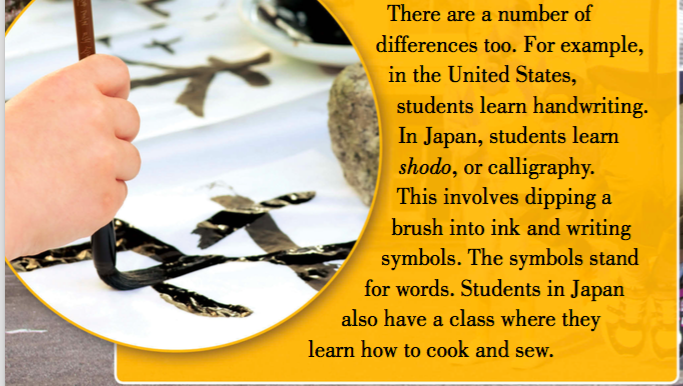 There are a number of
differences too. For example,
in the United States,
students learn handwriting.
In Japan, students learn
shodo, or calligraphy.
This involves dipping a
brush into ink and writing
symbols. The symbols stand
for words. Students in Japan
also have a class where they
learn how to cook and sew.